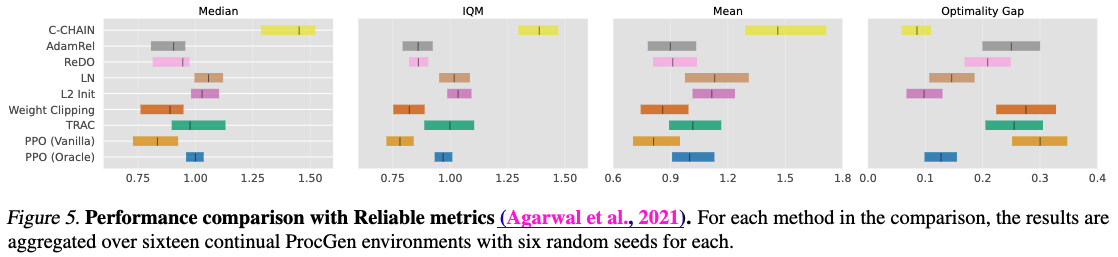 Median IQM Mean Optimality Gap
C-CHAIN
AdamRel
ReDO
LN
L2 Init
Weight Clipping
TRAC
PPO (Vanilla)
PPO (Oracle)
0.75 1.00 1.25 1.50 0.75 1.00 1.25 1.50 0.6 0.9 1.2 1.5 1.8 0.0 0.1 0.2 0.3 0.4
Figure 5. Performance comparison with Reliable metrics (Agarwal et al., 2021). For each method in the comparison, the results are
aggregated over sixteen continual ProcGen environments with six random seeds for each.